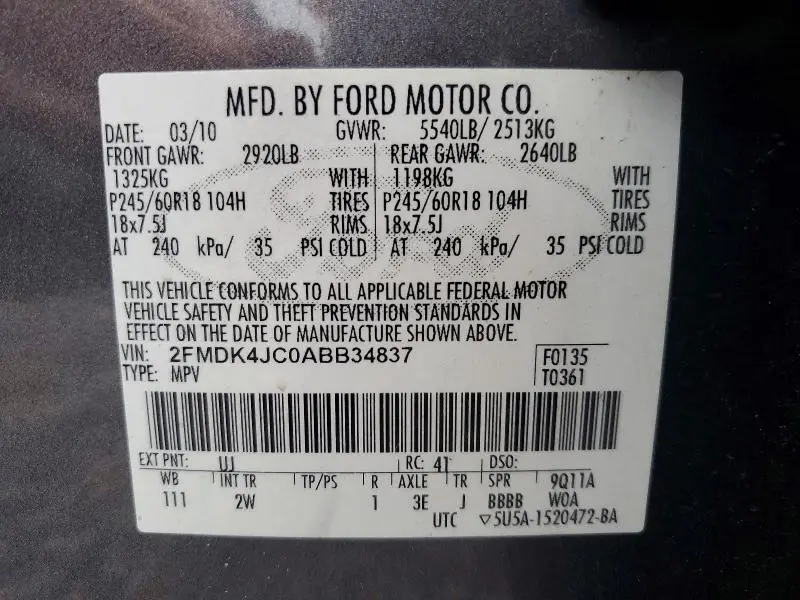 MFD. BY FORD MOTOR CO.
DATE: 03/10 GVWR: 5540LB/ 2513KG
FRONT GAWR: 2920LB REAR GAWR: 2640LB
1325KG WITH 1198KG WITH
P245/60R18 104H TIRES P245/60R18 104H TIRES
18x7.5J RIMS 18x7.5J RIMS
AT 240 kPa/ 35 PSI COLD AT 240 kPa/ 35 PSI COLD
THIS VEHICLE CONFORMS TO ALL APPLICABLE FEDERAL MOTOR
VEHICLE SAFETY AND THEFT PREVENTION STANDARDS IN
EFFECT ON THE DATE OF MANUFACTURE SHOWN ABOVE.
VIN: 2FMDK4JC0ABB34837 F0135
TYPE: MPV T0361
EXT PNT: UJ RC: 41 DSO:
WB INT TR TP/PS R AXLE TR SPR 9Q11A
111 2W 1 3E J BBBB WOA
UTC ▽5U5A-1520472-BA